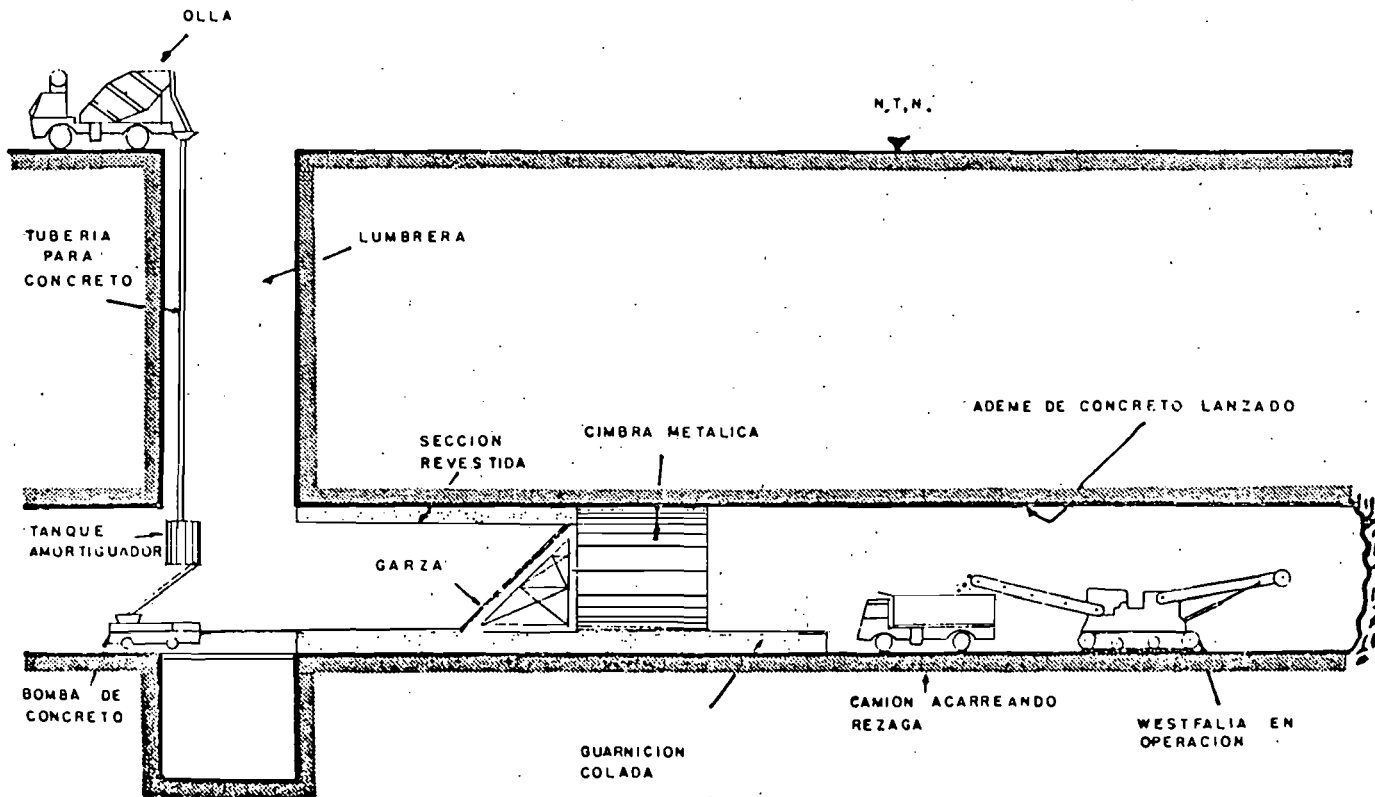 OLLA
N.T.N.
TUBERIA
PARA
CONCRETO
LUMBRERA
ADEME DE CONCRETO LANZADO
CIMBRA METALICA
SECCION
REVESTIDA
TANQUE
AMORTIGUADOR
GARZA
BOMBA DE
CONCRETO
CAMION ACARREANDO
REZAGA
WESTFALIA EN
OPERACION
GUARNICION
COLADA